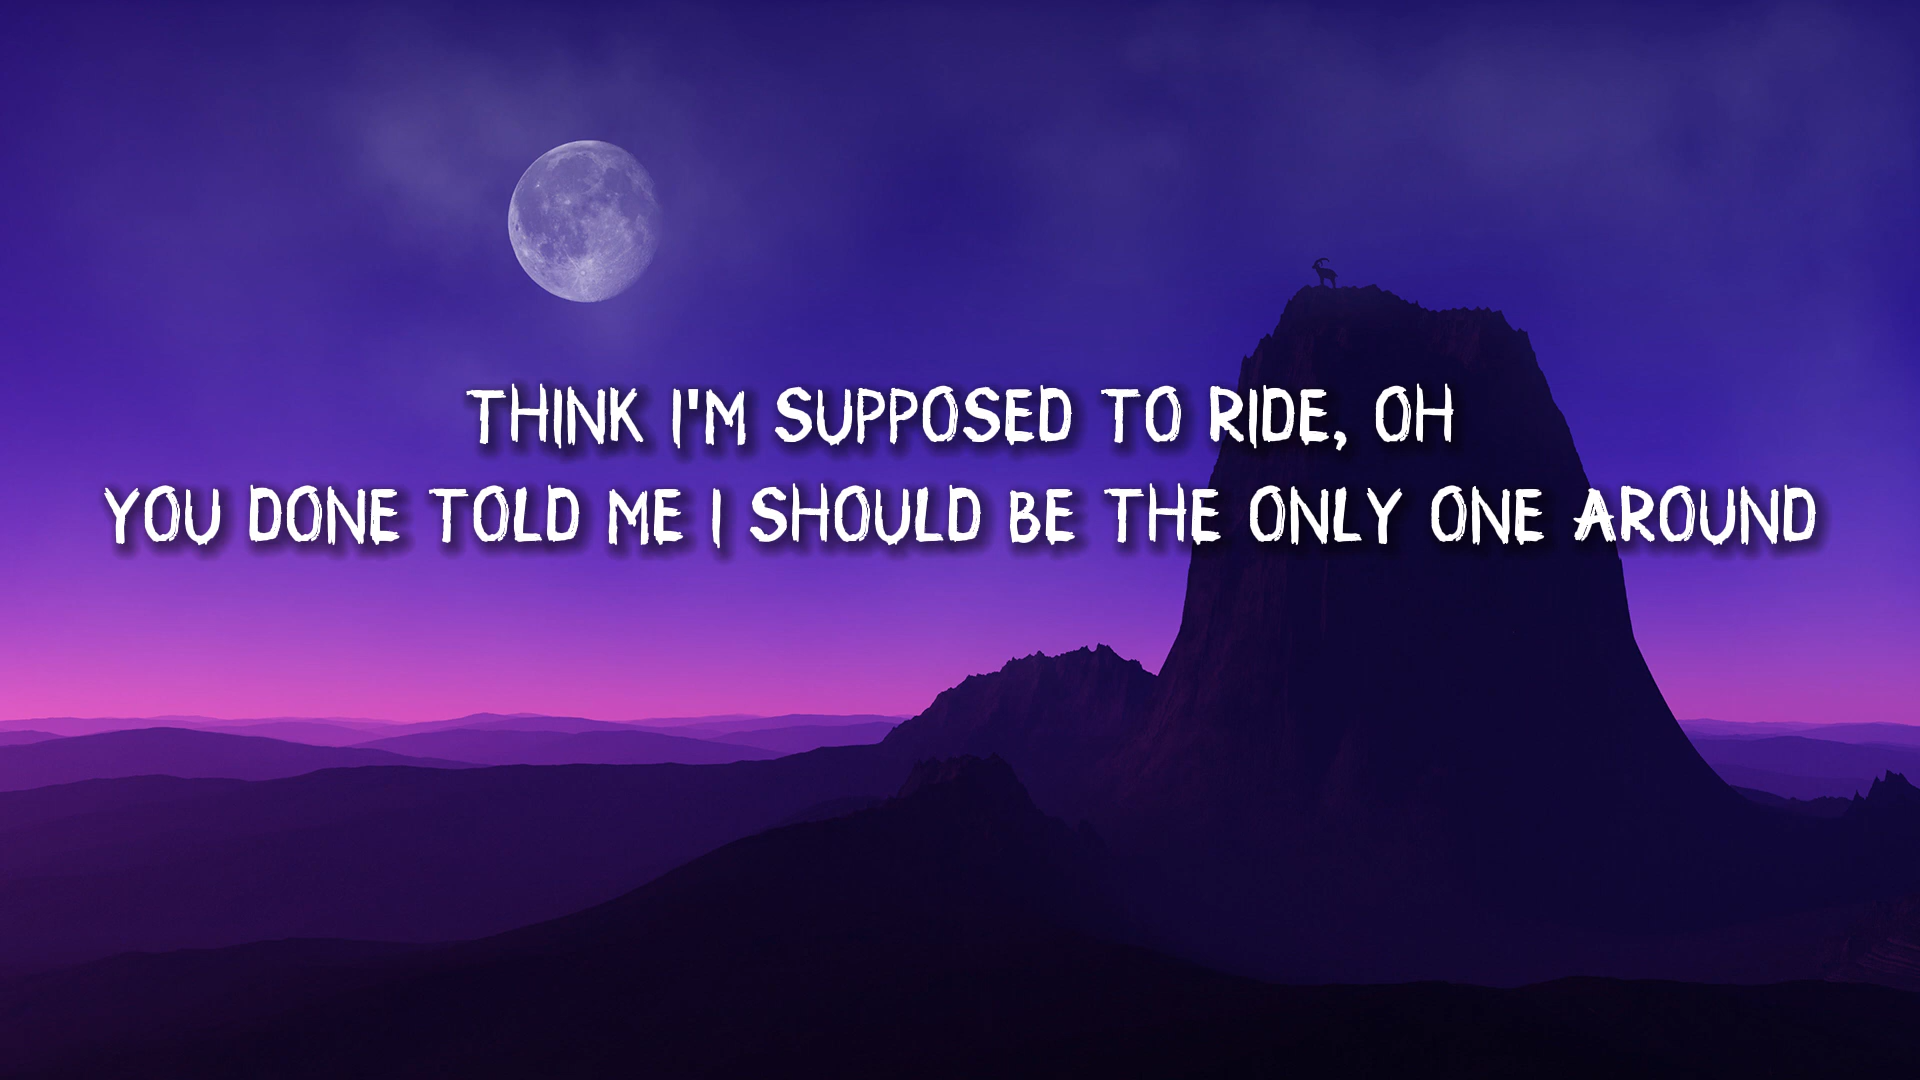 THINK I'M SUPPOSED TO RIDE, OH
YOU DONE TOLD ME I SHOULD BE THE ONLY ONE AROUND